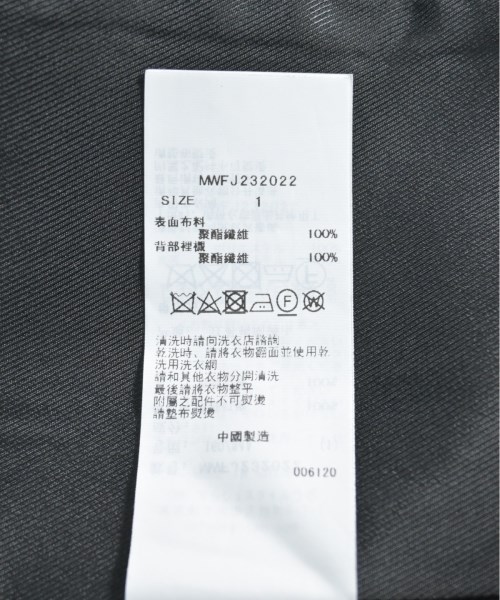 MWFJ232022
SIZE 1
表面布料
聚酯纖維 100%
背部裡襯
聚酯纖維 100%
F W
清洗時請向洗衣店諮詢
乾洗時、請將衣物翻面並使用乾
洗用洗衣網
請和其他衣物分開清洗
最後請將衣物整平
附屬之配件不可熨燙
請墊布熨燙
中國製造
006120